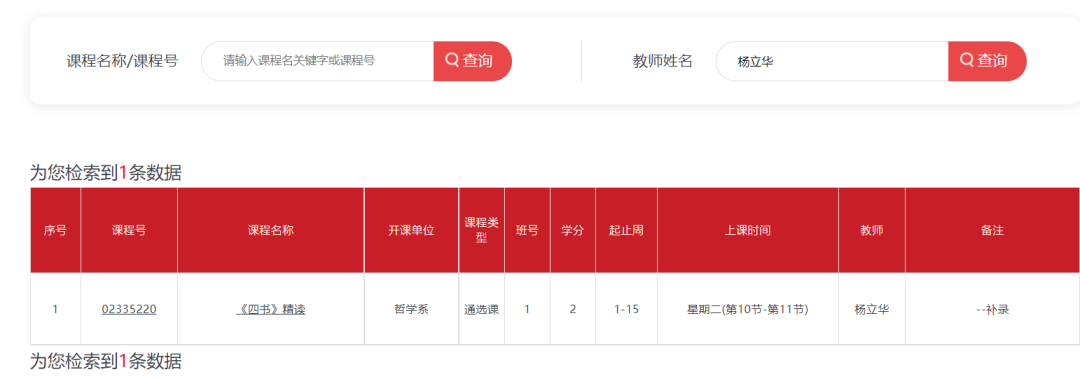 课程名称/课程号 请输入课程名关键字或课程号 查询 教师姓名 杨立华 查询
为您检索到1条数据
序号 课程号 课程名称 开课单位 课程类型 班号 学分 起止周 上课时间 教师 备注
1 02335220 《四书》精读 哲学系 通选课 1 2 1-15 星期二(第10节-第11节) 杨立华 --补录
为您检索到1条数据